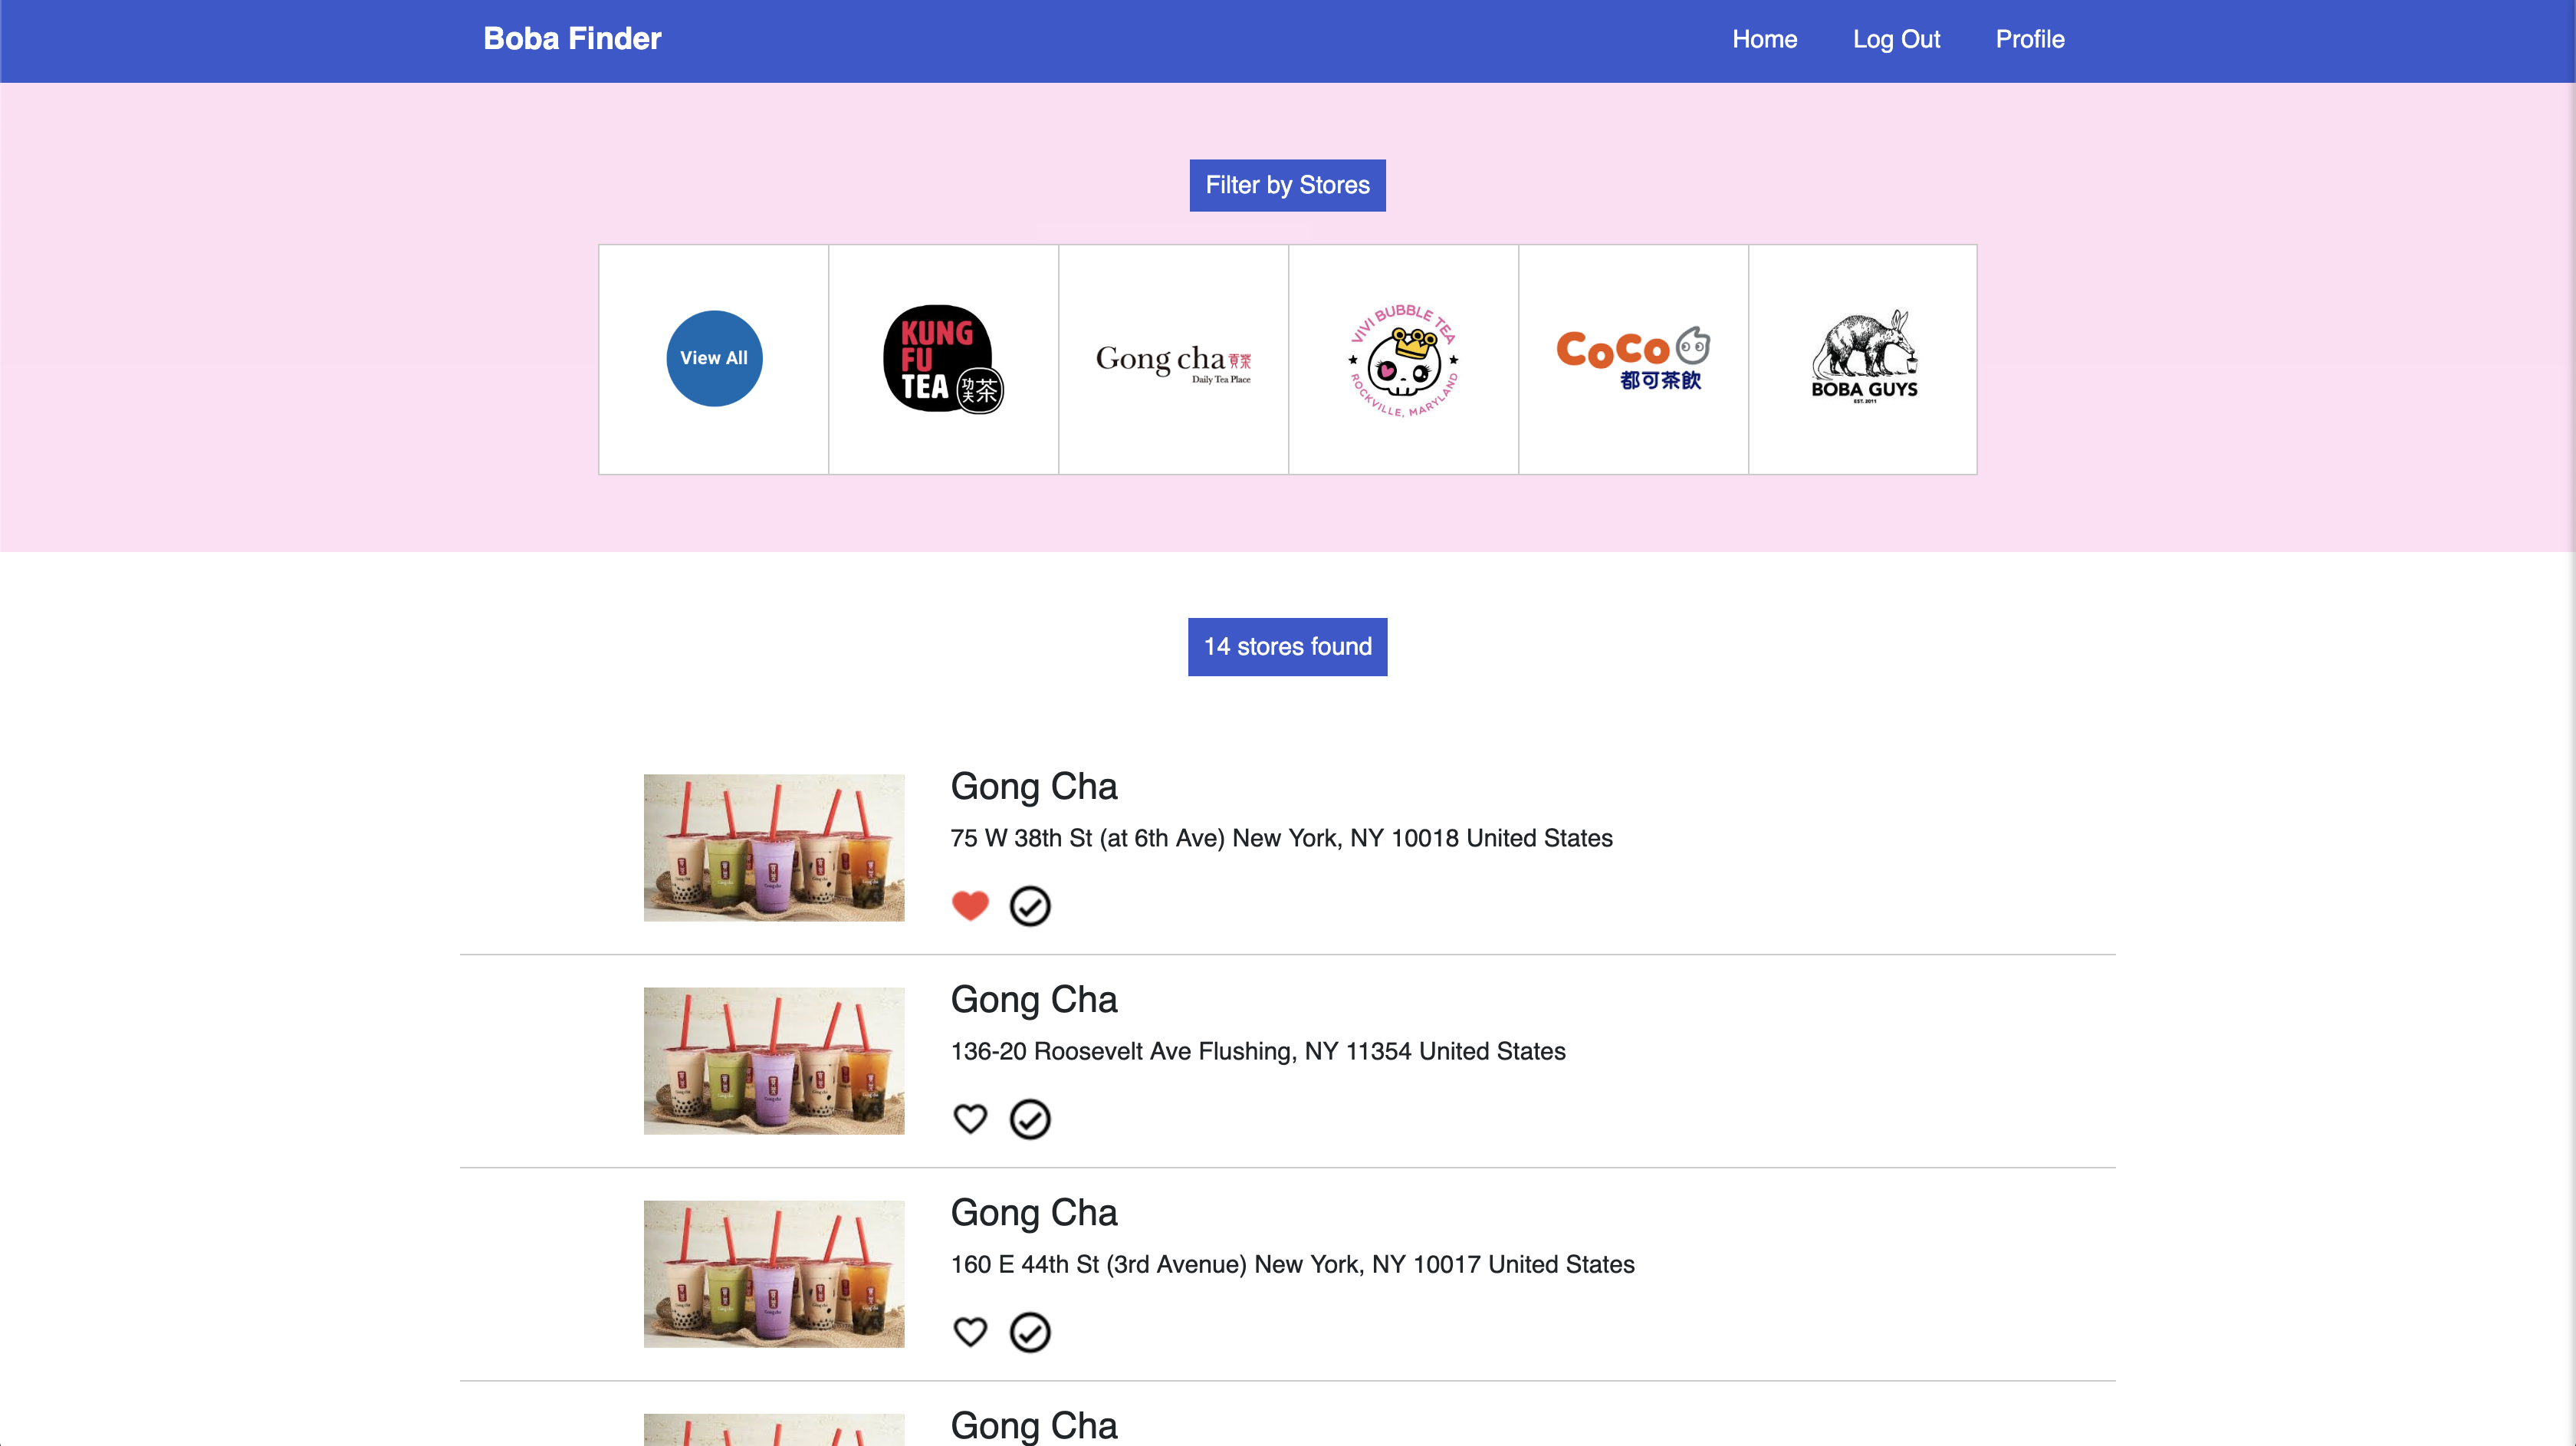 Boba Finder
Home
Log Out
Profile
Filter by Stores
View All
KUNG
FU
TEA
功夫茶
Gong cha 貢茶
Daily Tea Place
VIVI BUBBLE TEA
ROCKVILLE, MARYLAND
CoCo
都可茶飲
BOBA GUYS
EST. 2011
14 stores found
Gong Cha
75 W 38th St (at 6th Ave) New York, NY 10018 United States
Gong Cha
136-20 Roosevelt Ave Flushing, NY 11354 United States
Gong Cha
160 E 44th St (3rd Avenue) New York, NY 10017 United States
Gong Cha